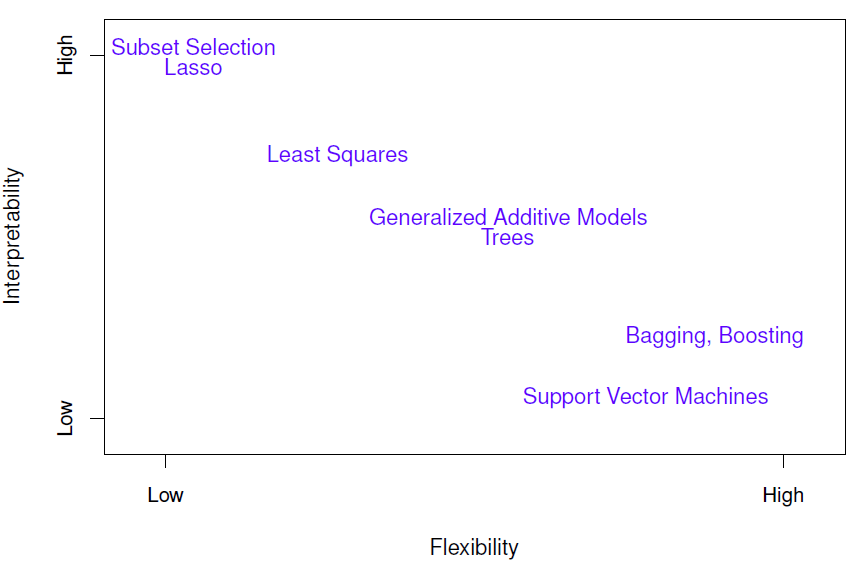 High
Subset Selection
Lasso
Least Squares
Generalized Additive Models
Trees
Interpretability
Bagging, Boosting
Support Vector Machines
Low
Low
High
Flexibility